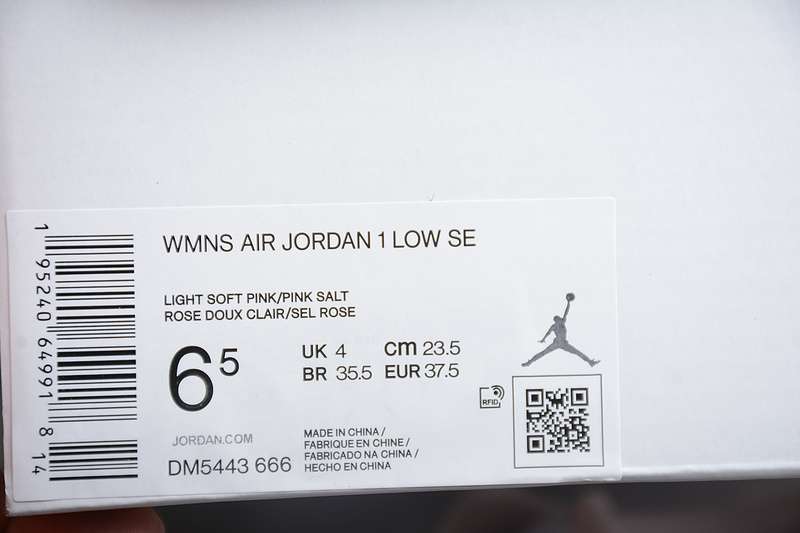 WMNS AIR JORDAN 1 LOW SE
LIGHT SOFT PINK/PINK SALT
ROSE DOUX CLAIR/SEL ROSE
6 5
UK 4 cm 23.5
BR 35.5 EUR 37.5
RFID
JORDAN.COM
DM5443 666
MADE IN CHINA /
FABRIQUE EN CHINE /
FABRICADO NA CHINA /
HECHO EN CHINA
1 95240 64991 8 14